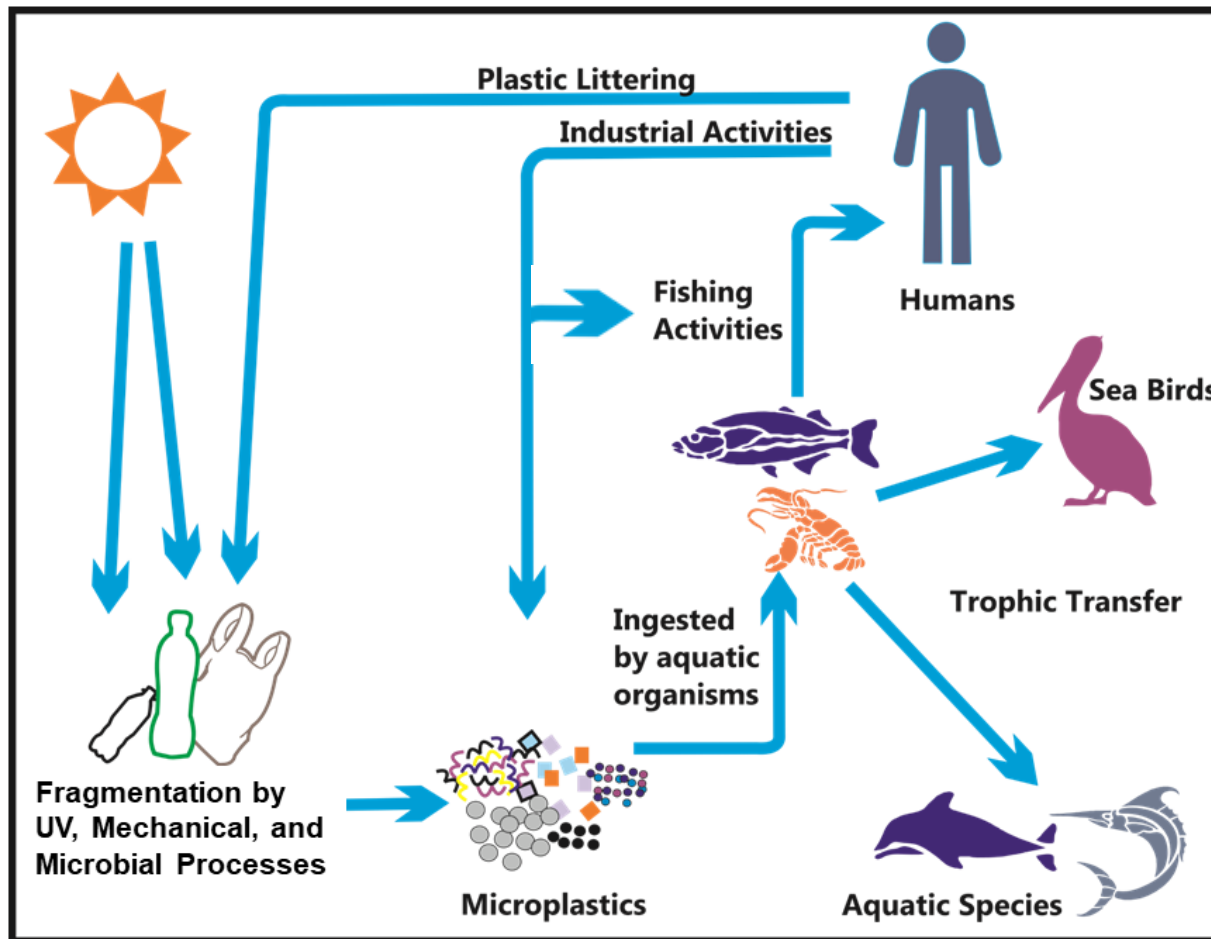 Plastic Littering
Industrial Activities
Fishing
Activities
Humans
Sea Birds
Trophic Transfer
Ingested
by aquatic
organisms
Fragmentation by
UV, Mechanical, and
Microbial Processes
Microplastics
Aquatic Species